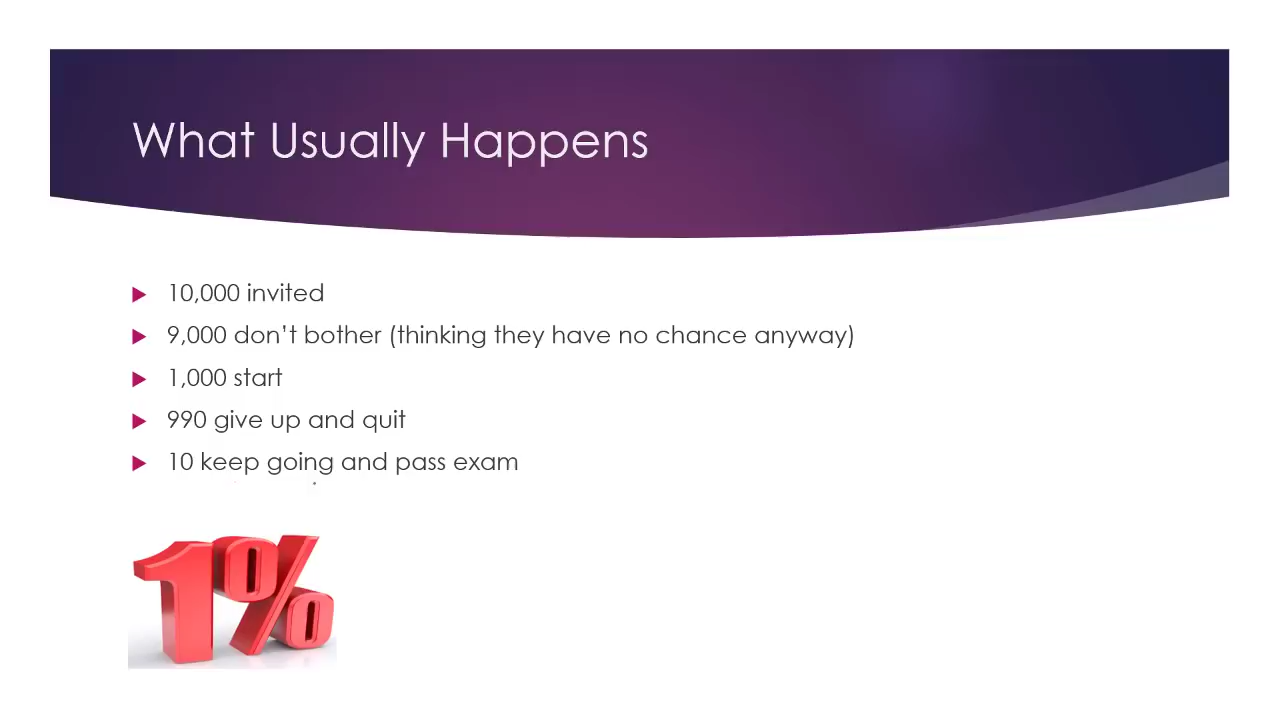 What Usually Happens
10,000 invited
9,000 don't bother (thinking they have no chance anyway)
1,000 start
990 give up and quit
10 keep going and pass exam
1%